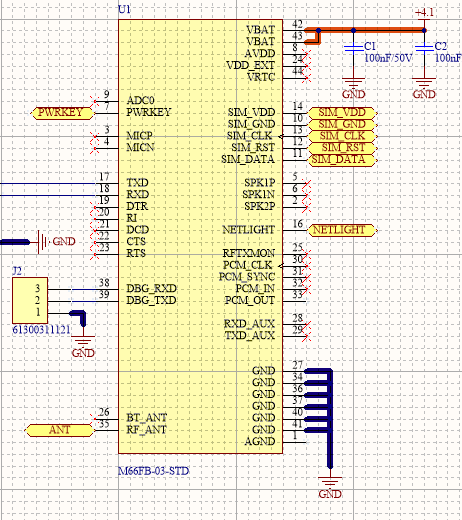 U1
+4.1
42 VBAT
43 VBAT
8 AVDD
24 VDD_EXT
44 VRTC
C1
100nF/50V
C2
100nF
GND
GND
9 ADC0
PWRKEY 7 PWRKEY
3 MICP
4 MICN
SIM_VDD 14 SIM_VDD
SIM_GND 10 SIM_GND
SIM_CLK 13 SIM_CLK
SIM_RST 12 SIM_RST
SIM_DATA 11 SIM_DATA
17 TXD
18 RXD
19 DTR
20 RI
21 DCD
22 CTS
23 RTS
GND
SPK1P 5
SPK1N 6
SPK2P 2
NETLIGHT 16 NETLIGHT
RFTXMON 25
PCM_CLK 30
PCM_SYNC 31
PCM_IN 32
PCM_OUT 33
RXD_AUX 28
TXD_AUX 29
J2
3
2
1
61300311121
38 DBG_RXD
39 DBG_TXD
GND
GND 27
GND 34
GND 36
GND 37
GND 40
GND 41
AGND 1
26 BT_ANT
ANT 35 RF_ANT
M66FB-03-STD
GND